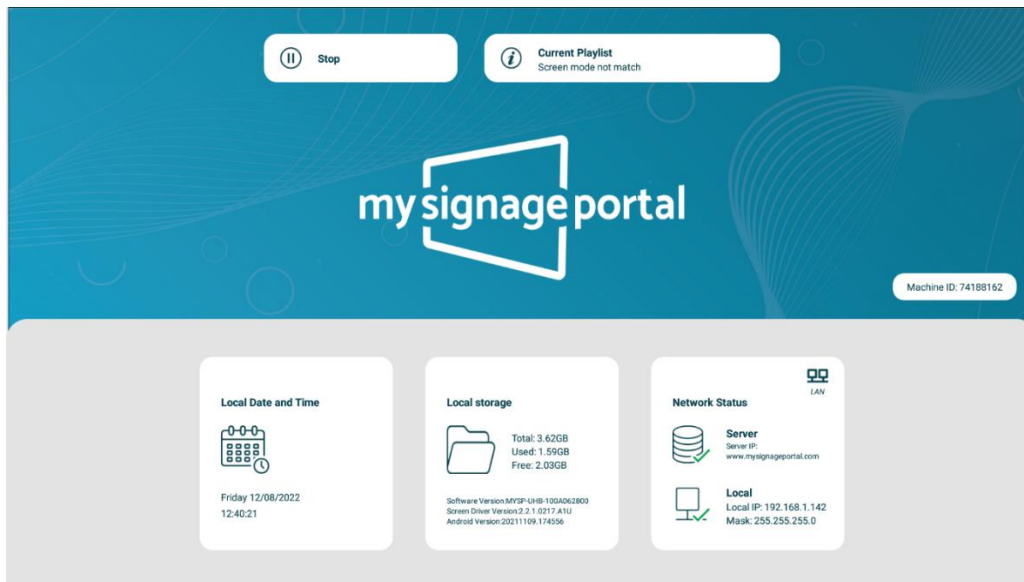 Stop
Current Playlist
Screen mode not match
my signage portal
Machine ID: 74188162
Local Date and Time
Friday 12/08/2022
12:40:21
Local storage
Total: 3.62GB
Used: 1.59GB
Free: 2.03GB
Software Version:MYSP-UHB-100A062800
Screen Driver Version:2.2.1.0217.A1U
Android Version:20211109.174556
LAN
Network Status
Server
Server IP:
www.mysignageportal.com
Local
Local IP: 192.168.1.142
Mask: 255.255.255.0